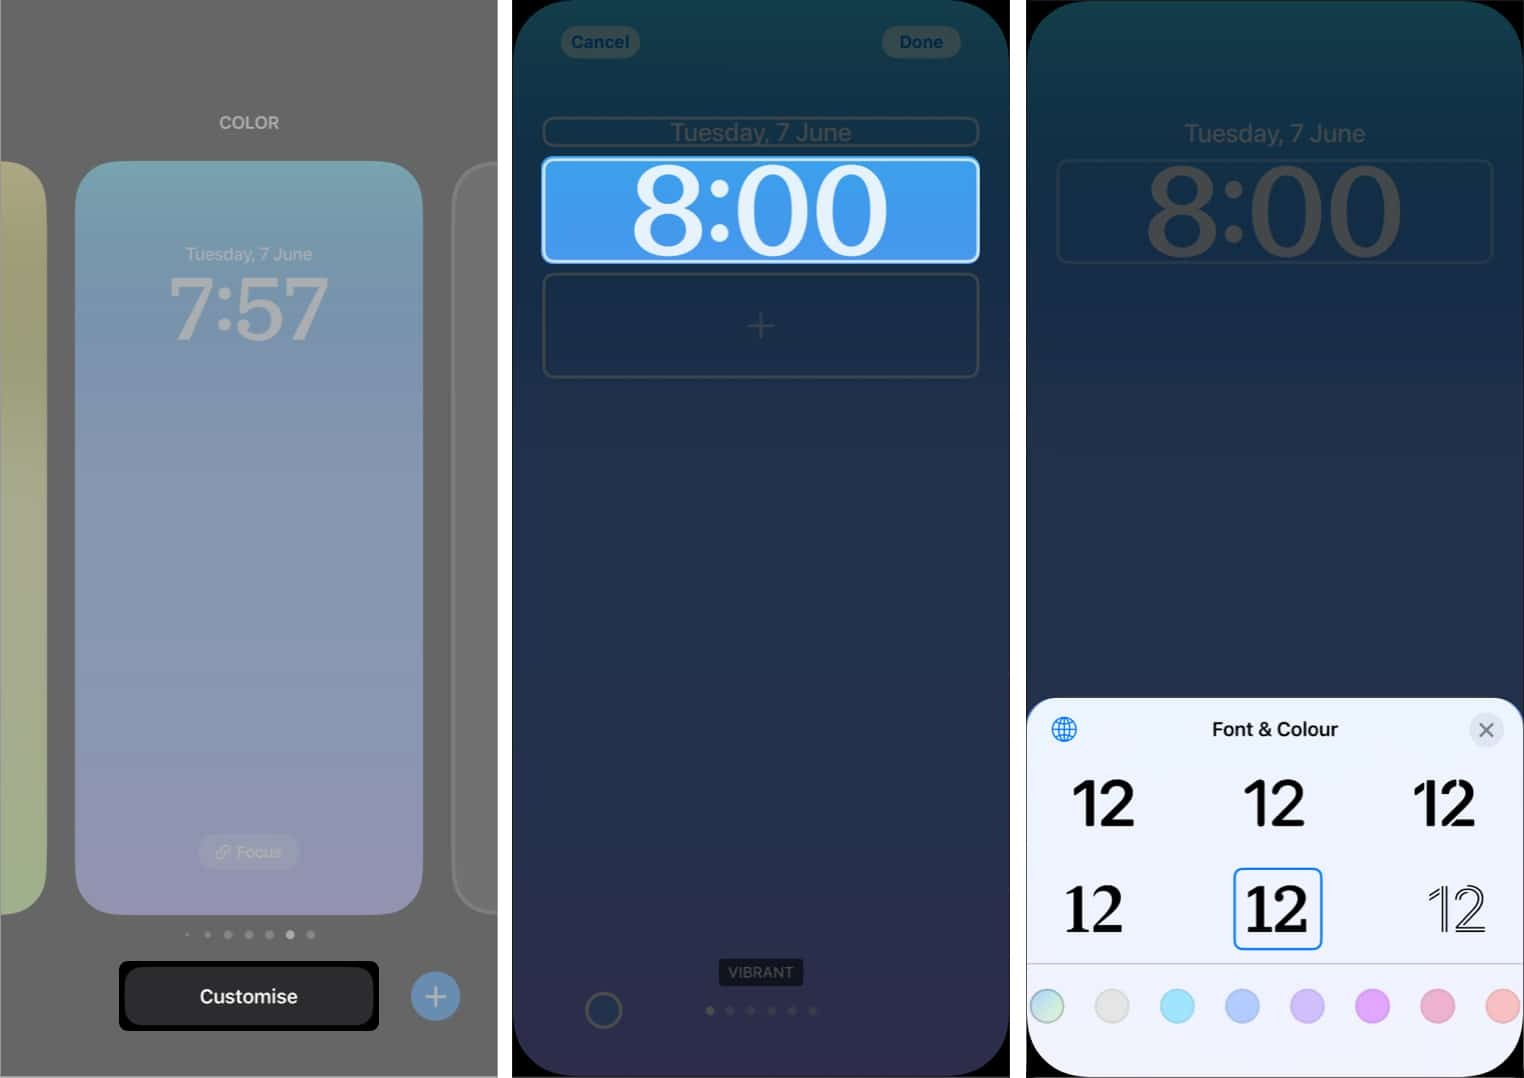 COLOR
Tuesday, 7 June
7:57
Focus
Customise
Cancel
Done
Tuesday, 7 June
8:00
VIBRANT
Tuesday, 7 June
8:00
Font & Colour
12
12
12
12
12
12